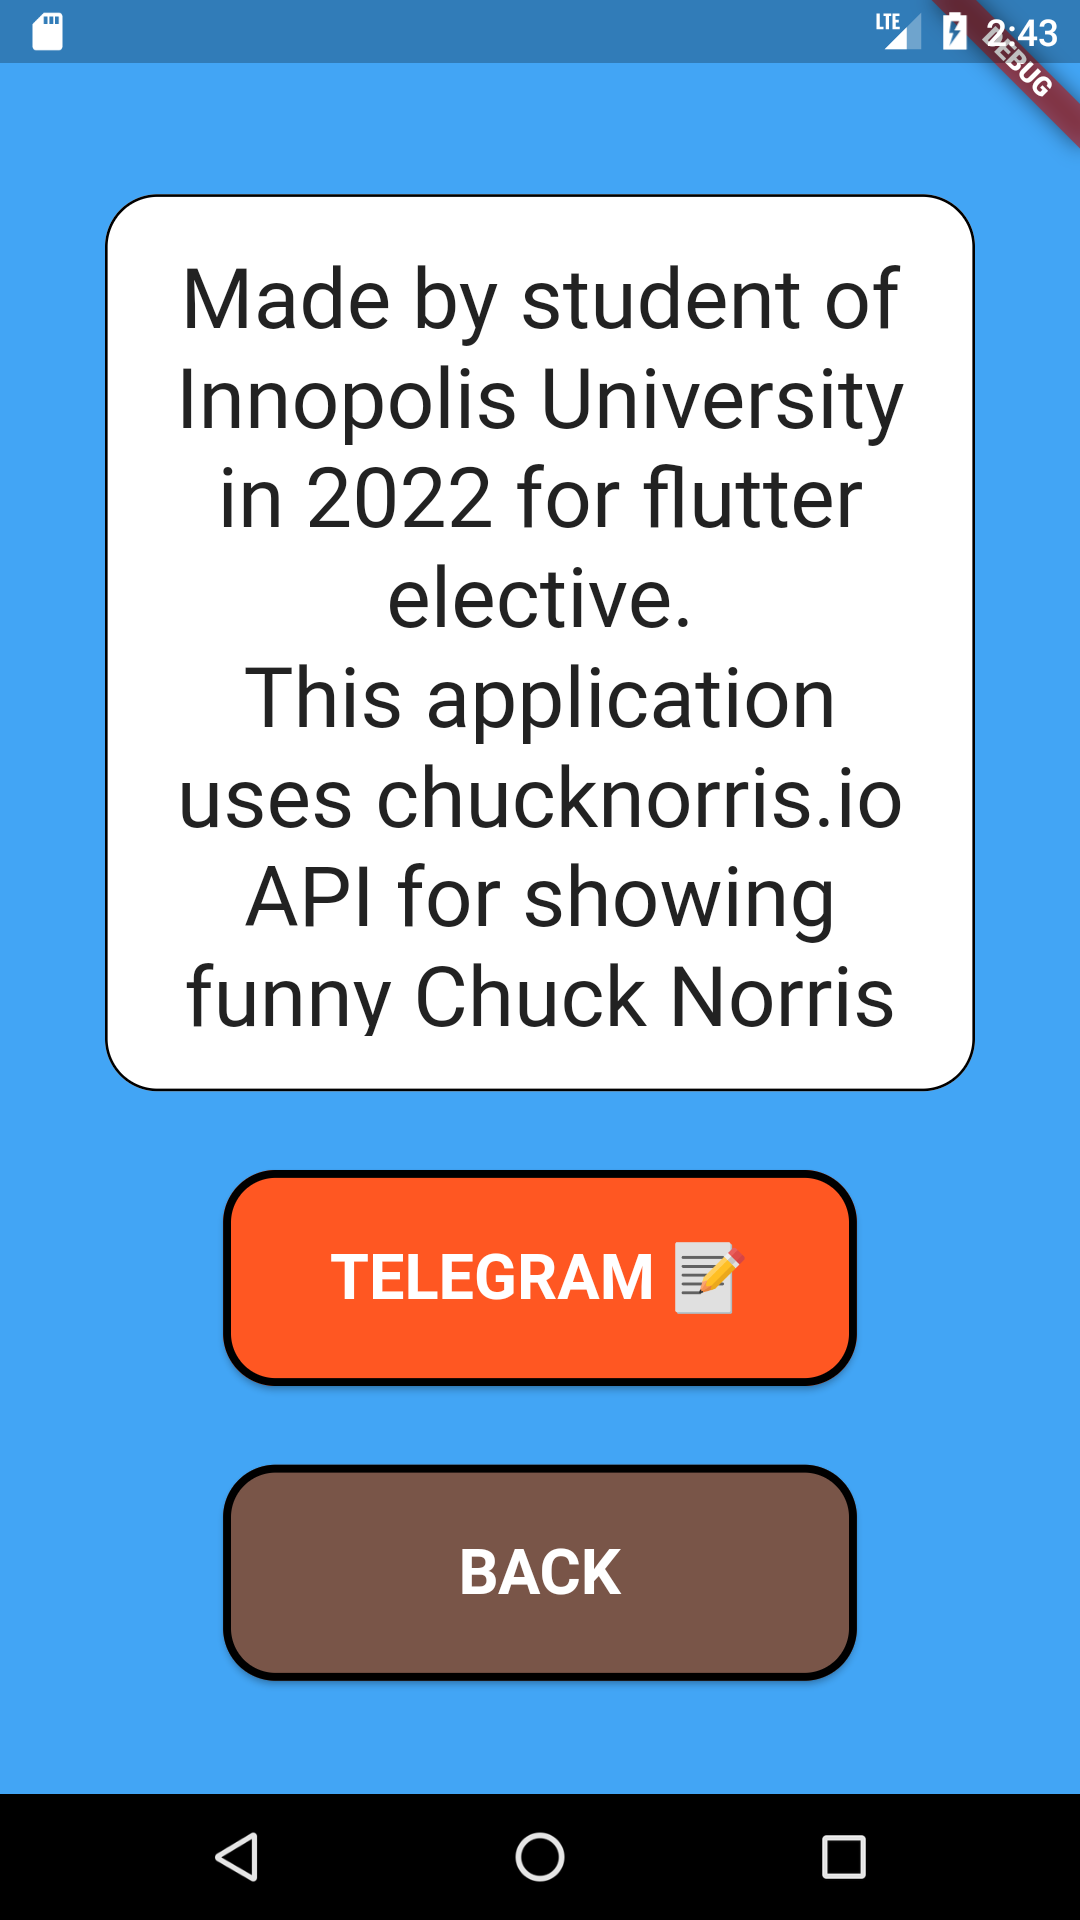 LTE 2:43
DEBUG
Made by student of
Innopolis University
in 2022 for flutter
elective.
This application
uses chucknorris.io
API for showing
funny Chuck Norris
TELEGRAM 📝
BACK